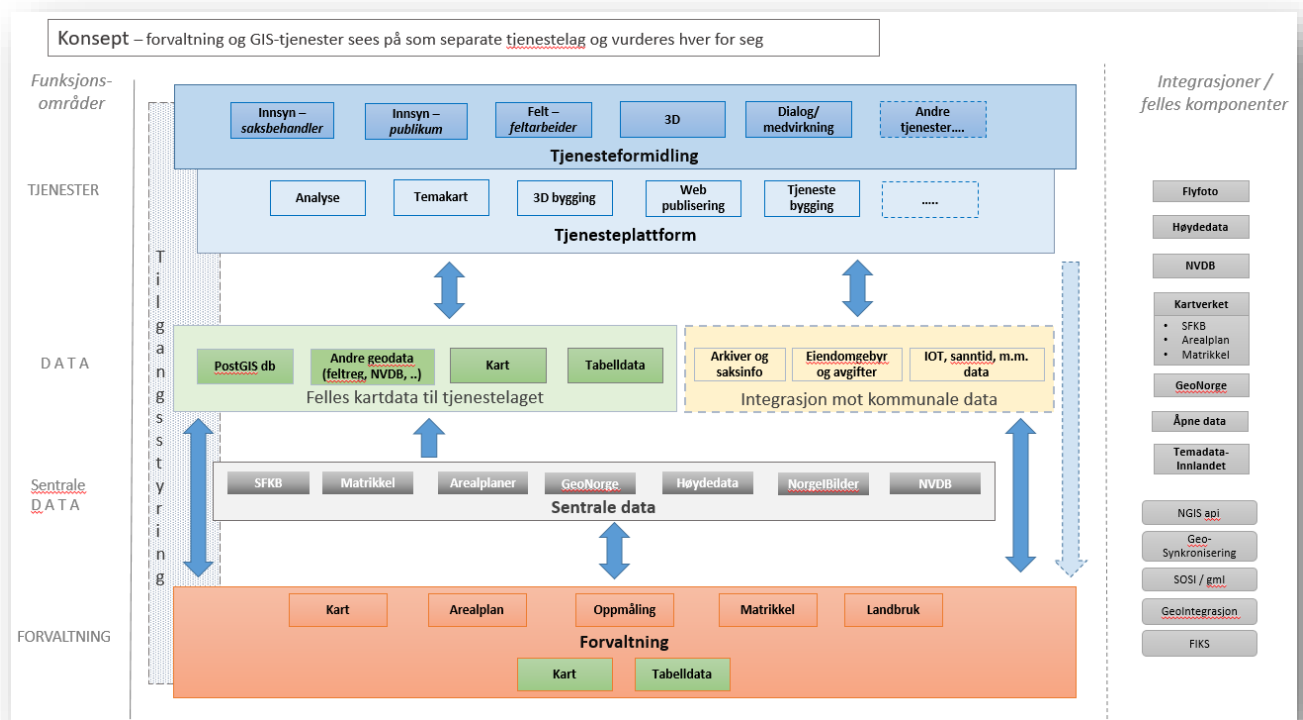 Konsept – forvaltning og GIS-tjenester sees på som separate tjenestelag og vurderes hver for seg
Funksjons-
områder
Integrasjoner /
felles komponenter
Innsyn –
saksbehandler
Innsyn –
publikum
Felt –
feltarbeider
3D
Dialog/
medvirkning
Andre
tjenester....
Tjenesteformidling
TJENESTER
Analyse
Temakart
3D bygging
Web
publisering
Tjeneste
bygging
.....
Tjenesteplattform
Tilgangsstyring
DATA
PostGIS db
Andre geodata
(feltreg, NVDB, ..)
Kart
Tabelldata
Felles kartdata til tjenestelaget
Arkiver og
saksinfo
Eiendomgebyr
og avgifter
IOT, sanntid, m.m.
data
Integrasjon mot kommunale data
Sentrale
DATA
SFKB
Matrikkel
Arealplaner
GeoNorge
Høydedata
NorgeIBilder
NVDB
Sentrale data
FORVALTNING
Kart
Arealplan
Oppmåling
Matrikkel
Landbruk
Forvaltning
Kart
Tabelldata
Flyfoto
Høydedata
NVDB
Kartverket
• SFKB
• Arealplan
• Matrikkel
GeoNorge
Åpne data
Temadata-
Innlandet
NGIS api
Geo-
Synkronisering
SOSI / gml
GeoIntegrasjon
FIKS